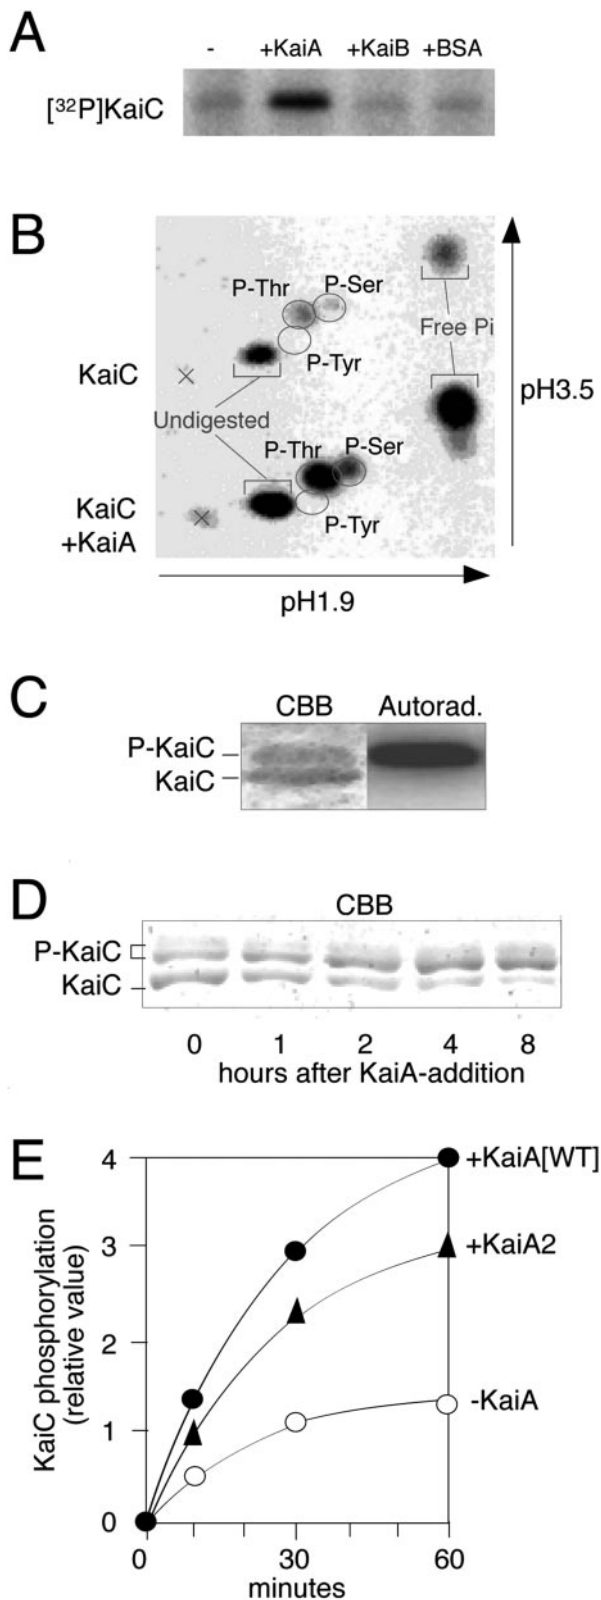 A
- +KaiA +KaiB +BSA
[³²P]KaiC
B
P-Thr P-Ser
Free Pi
P-Tyr
KaiC
pH3.5
Undigested
P-Thr P-Ser
KaiC
+KaiA
P-Tyr
pH1.9
C
CBB Autorad.
P-KaiC
KaiC
D
CBB
P-KaiC
KaiC
0 1 2 4 8
hours after KaiA-addition
E
4
+KaiA[WT]
3
+KaiA2
2
-KaiA
1
0
KaiC phosphorylation
(relative value)
0 30 60
minutes